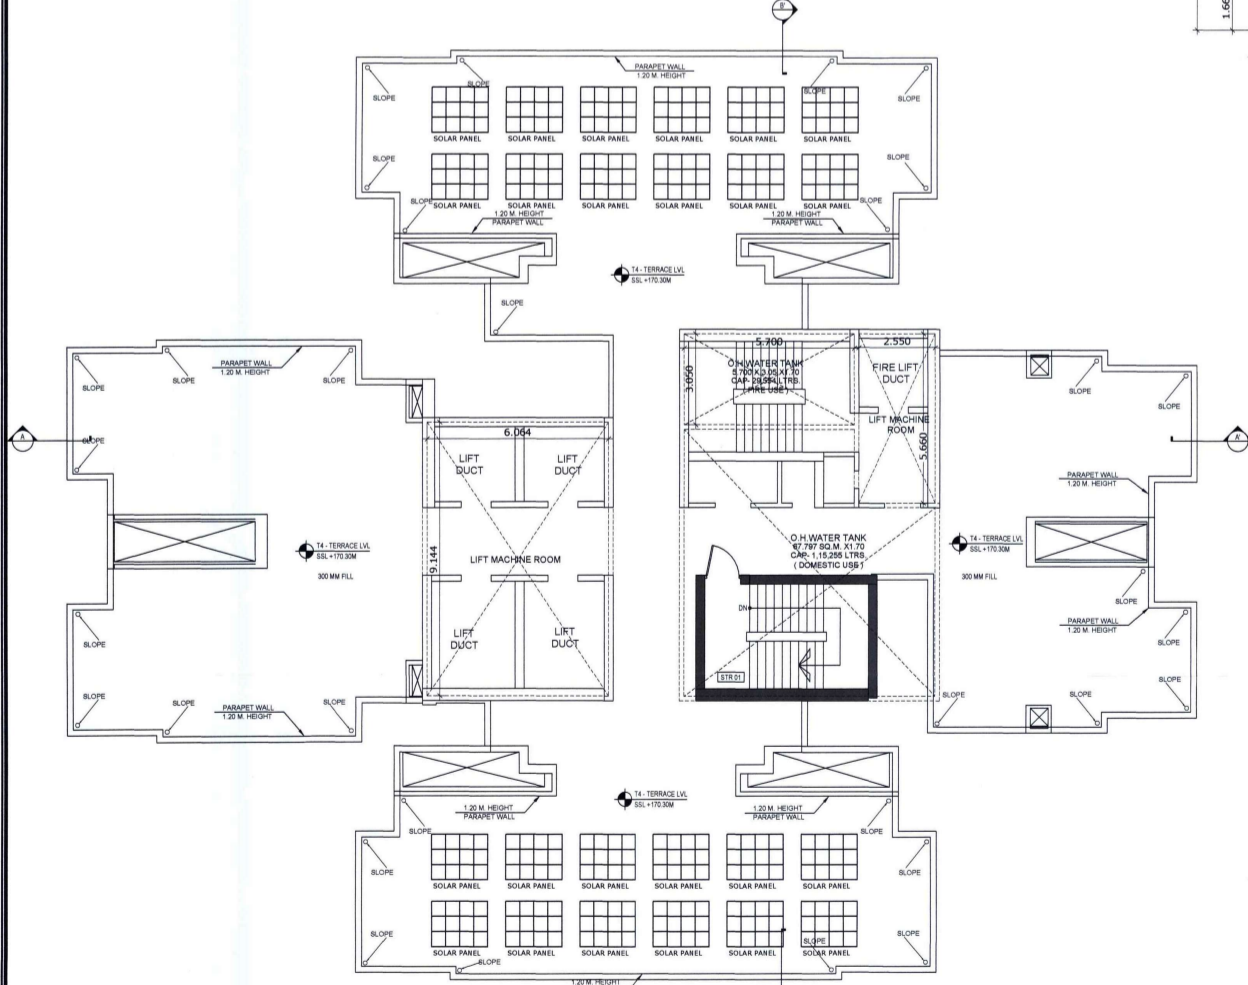 B'
1.66
PARAPET WALL
1.20 M. HEIGHT
SLOPE
SLOPE
SLOPE
SLOPE
SOLAR PANEL
SOLAR PANEL
SOLAR PANEL
SOLAR PANEL
SOLAR PANEL
SOLAR PANEL
SLOPE
SLOPE
SLOPE
SLOPE
SOLAR PANEL
SOLAR PANEL
SOLAR PANEL
SOLAR PANEL
SOLAR PANEL
SOLAR PANEL
1.20 M. HEIGHT
PARAPET WALL
1.20 M. HEIGHT
PARAPET WALL
T4 - TERRACE LVL
SSL +170.30M
SLOPE
PARAPET WALL
1.20 M. HEIGHT
SLOPE
SLOPE
SLOPE
SLOPE
A
5.700
2.550
3.050
O.H.WATER TANK
5.700 X 3.05 X1.70
CAP- 29,554 LTRS.
( FIRE USE )
FIRE LIFT
DUCT
LIFT MACHINE
ROOM
5.660
SLOPE
SLOPE
A'
6.064
LIFT
DUCT
LIFT
DUCT
PARAPET WALL
1.20 M. HEIGHT
T4 - TERRACE LVL
SSL +170.30M
300 MM FILL
9.144
LIFT MACHINE ROOM
O.H.WATER TANK
67.797 SQ.M. X1.70
CAP- 1,15,255 LTRS
( DOMESTIC USE )
T4 - TERRACE LVL
SSL +170.30M
300 MM FILL
SLOPE
DN
PARAPET WALL
1.20 M. HEIGHT
SLOPE
LIFT
DUCT
LIFT
DUCT
SLOPE
STR 01
SLOPE
SLOPE
SLOPE
SLOPE
SLOPE
SLOPE
PARAPET WALL
1.20 M. HEIGHT
T4 - TERRACE LVL
SSL +170.30M
1.20 M. HEIGHT
PARAPET WALL
1.20 M. HEIGHT
PARAPET WALL
SLOPE
SLOPE
SLOPE
SLOPE
SOLAR PANEL
SOLAR PANEL
SOLAR PANEL
SOLAR PANEL
SOLAR PANEL
SOLAR PANEL
SLOPE
SLOPE
SLOPE
SOLAR PANEL
SOLAR PANEL
SOLAR PANEL
SOLAR PANEL
SOLAR PANEL
SOLAR PANEL
SLOPE
1.20 M. HEIGHT